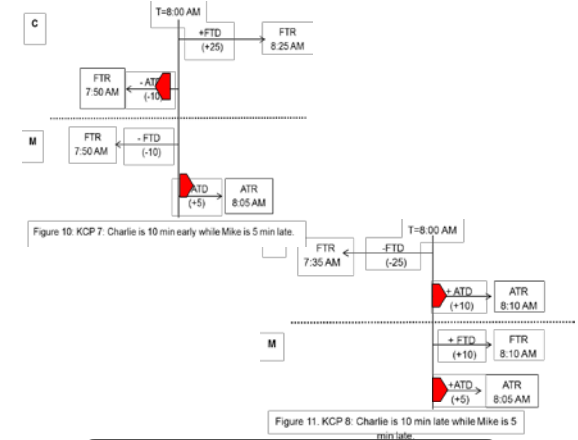 T=8:00 AM
C
+FTD
(+25)
FTR
8:25 AM
FTR
7:50 AM
- ATD
(-10)
M
FTR
7:50 AM
- FTD
(-10)
ATD
(+5)
ATR
8:05 AM
Figure 10: KCP 7: Charlie is 10 min early while Mike is 5 min late.
T=8:00 AM
FTR
7:35 AM
-FTD
(-25)
+ ATD
(+10)
ATR
8:10 AM
M
+ FTD
(+10)
FTR
8:10 AM
+ATD
(+5)
ATR
8:05 AM
Figure 11. KCP 8: Charlie is 10 min late while Mike is 5
min late.